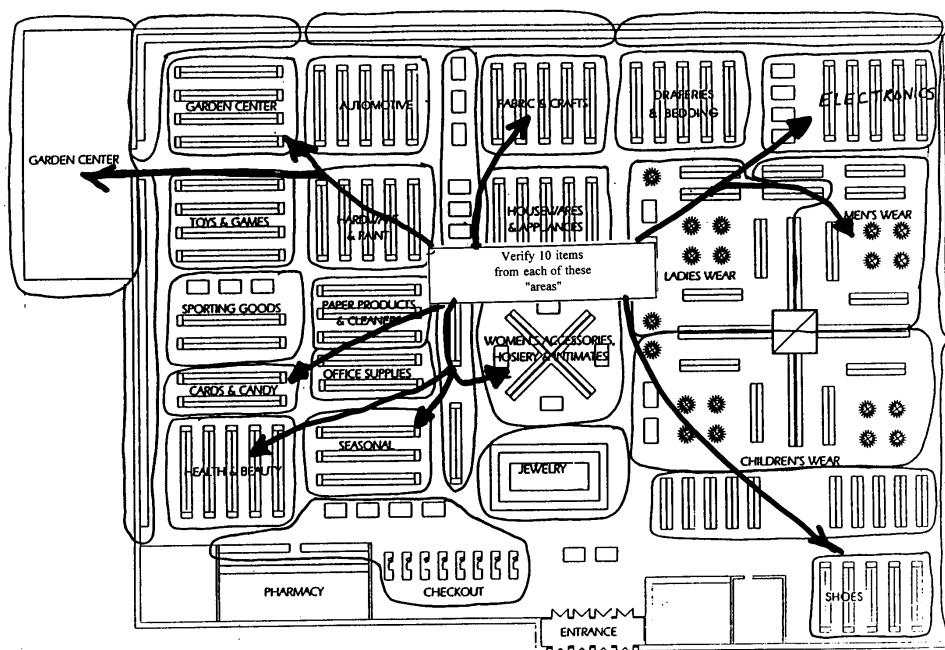 GARDEN CENTER
AUTOMOTIVE
FABRIC & CRAFTS
DRAPERIES
& BEDDING
ELECTRONICS
GARDEN CENTER
TOYS & GAMES
HARDWARE
& PAINT
HOUSEWARES
& APPLIANCES
MEN'S WEAR
Verify 10 items
from each of these
"areas"
LADIES WEAR
SPORTING GOODS
PAPER PRODUCTS
& CLEANERS
WOMEN'S ACCESSORIES,
HOSIERY & INTIMATES
CARDS & CANDY
OFFICE SUPPLIES
SEASONAL
HEALTH & BEAUTY
JEWELRY
CHILDREN'S WEAR
PHARMACY
CHECKOUT
SHOES
ENTRANCE